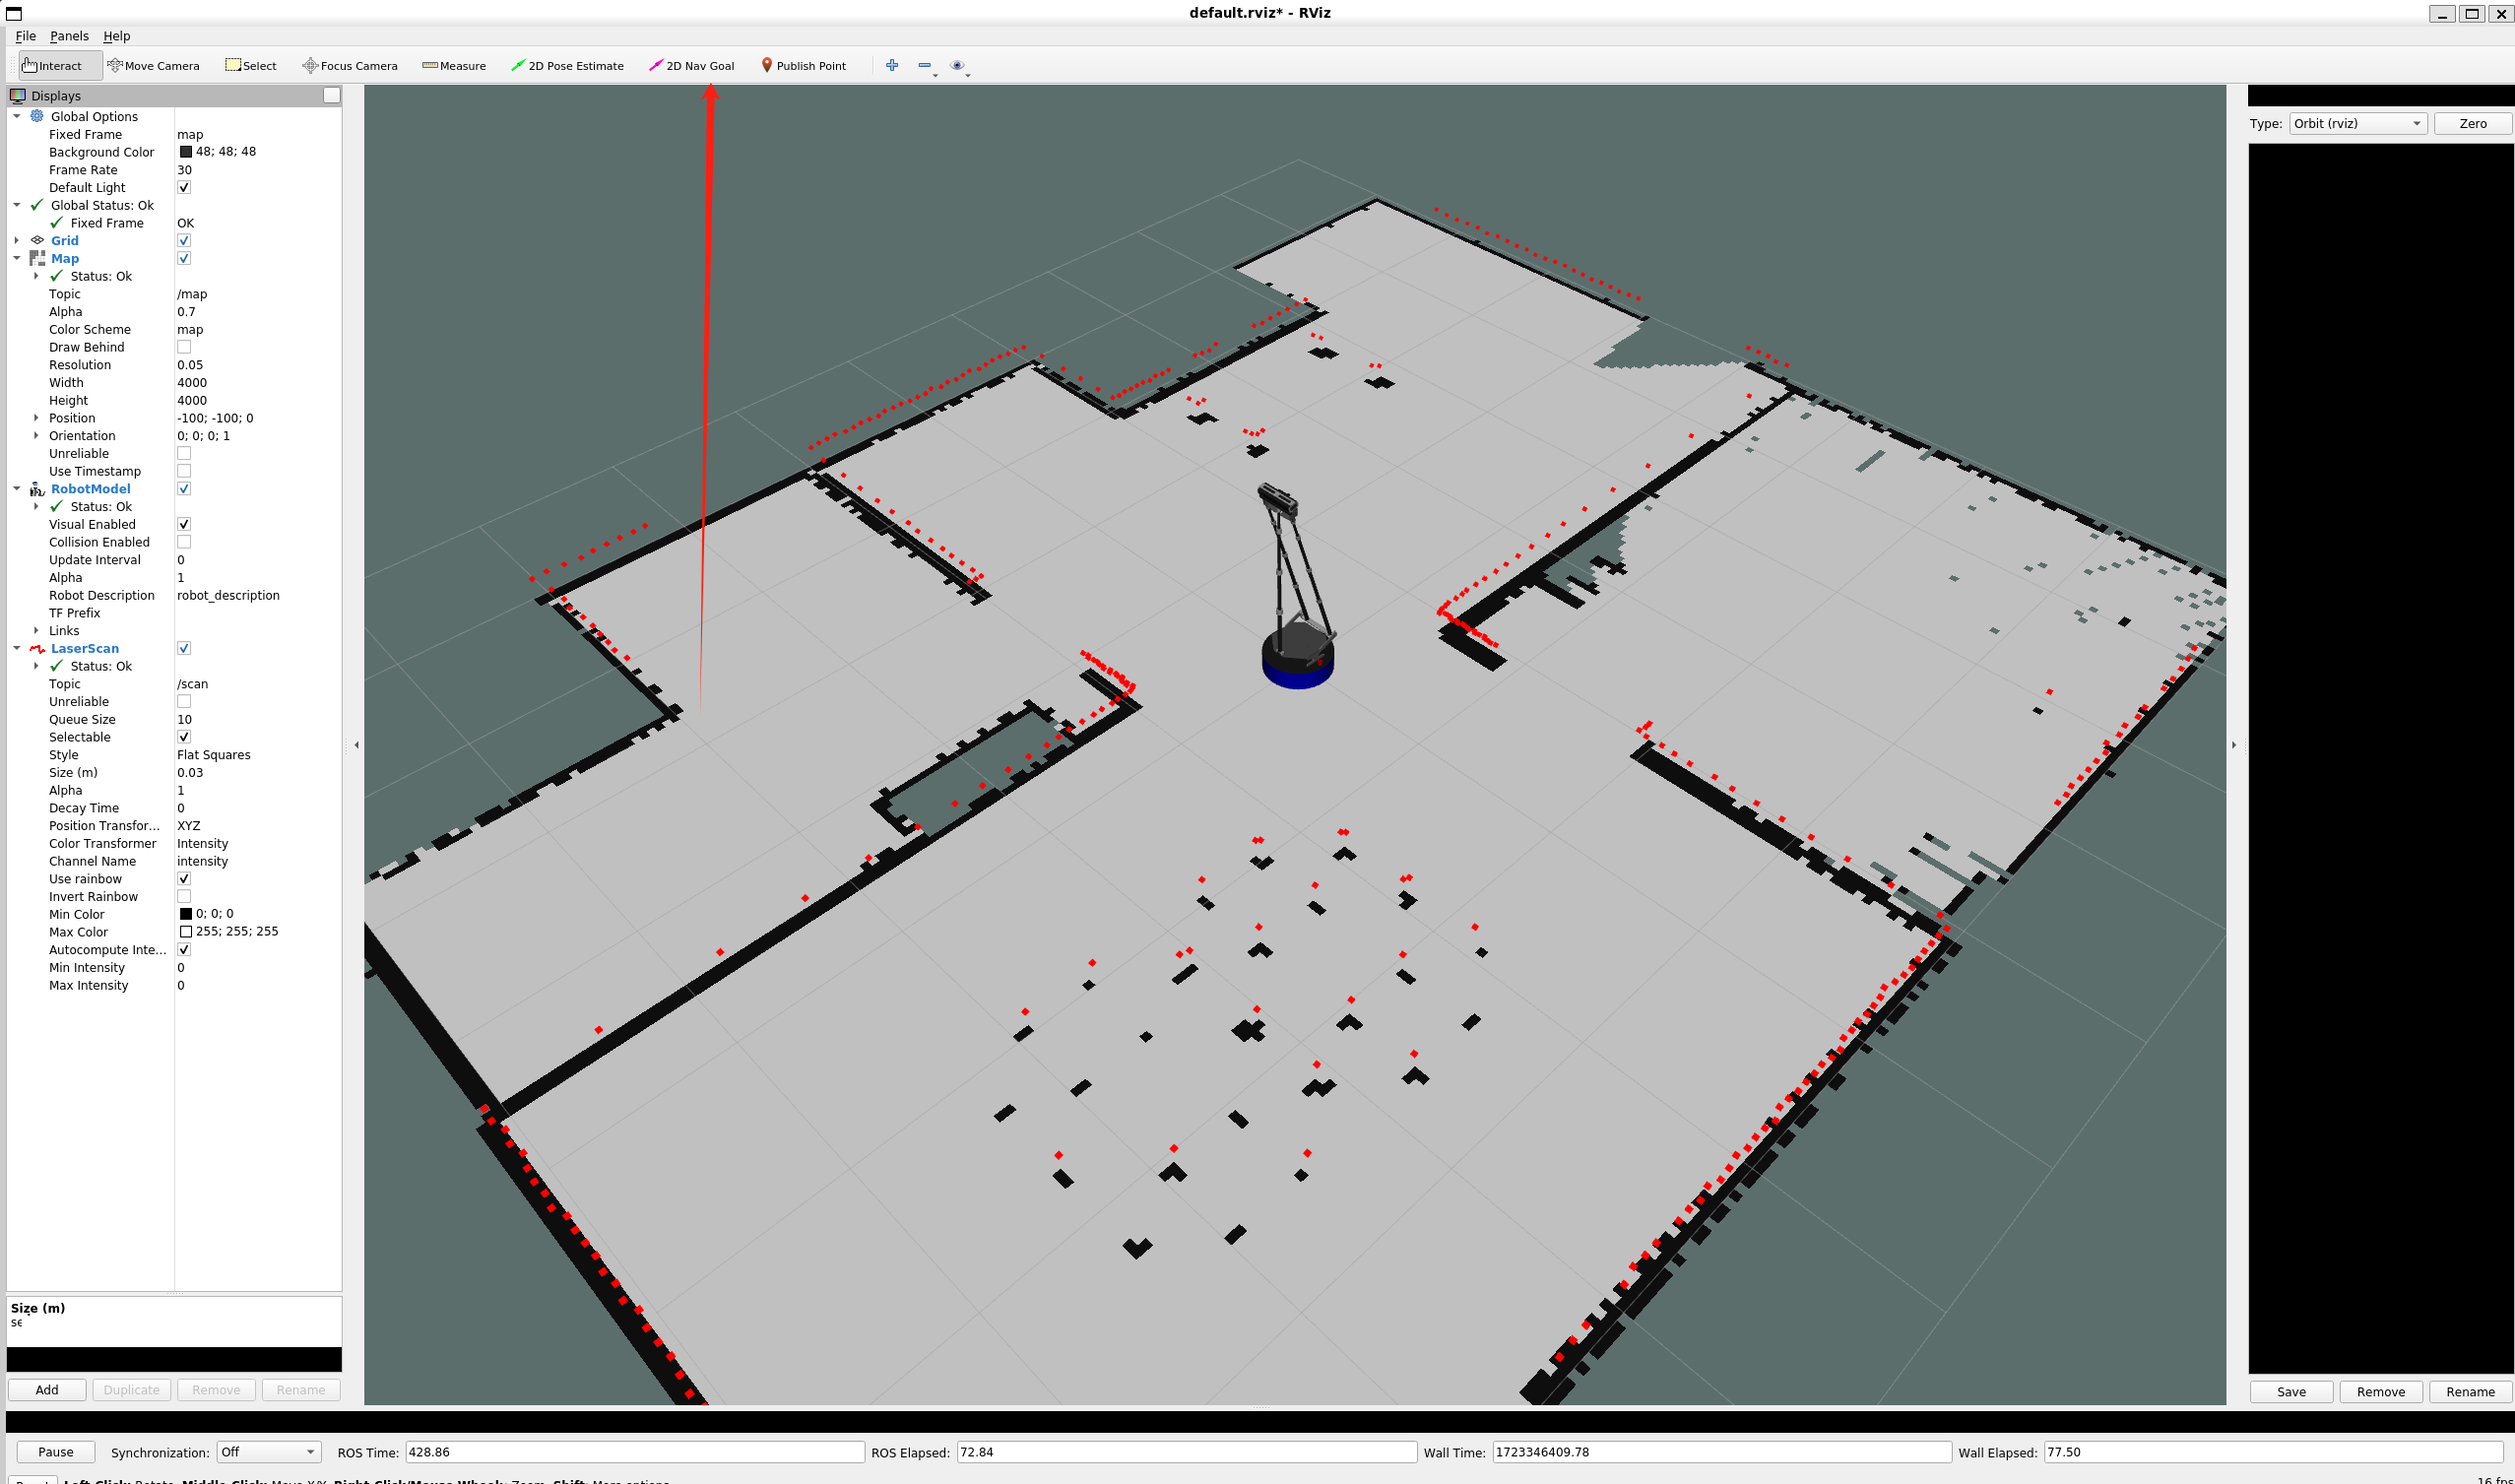 default.rviz* - RViz
File Panels Help
Interact Move Camera Select Focus Camera Measure 2D Pose Estimate 2D Nav Goal Publish Point
Displays
Global Options
Fixed Frame map
Background Color 48; 48; 48
Frame Rate 30
Default Light
Global Status: Ok
Fixed Frame OK
Grid
Map
Status: Ok
Topic /map
Alpha 0.7
Color Scheme map
Draw Behind
Resolution 0.05
Width 4000
Height 4000
Position -100; -100; 0
Orientation 0; 0; 0; 1
Unreliable
Use Timestamp
RobotModel
Status: Ok
Visual Enabled
Collision Enabled
Update Interval 0
Alpha 1
Robot Description robot_description
TF Prefix
Links
LaserScan
Status: Ok
Topic /scan
Unreliable
Queue Size 10
Selectable
Style Flat Squares
Size (m) 0.03
Alpha 1
Decay Time 0
Position Transfor... XYZ
Color Transformer Intensity
Channel Name intensity
Use rainbow
Invert Rainbow
Min Color 0; 0; 0
Max Color 255; 255; 255
Autocompute Inte...
Min Intensity 0
Max Intensity 0
Size (m)
Add Duplicate Remove Rename
Type: Orbit (rviz) Zero
Save Remove Rename
Pause Synchronization: Off ROS Time: 428.86 ROS Elapsed: 72.84 Wall Time: 1723346409.78 Wall Elapsed: 77.50
Left-Click: Rotate. Middle-Click: Move X/Y. Right-Click/Mouse Wheel: Zoom. Shift: More options. 16 fps